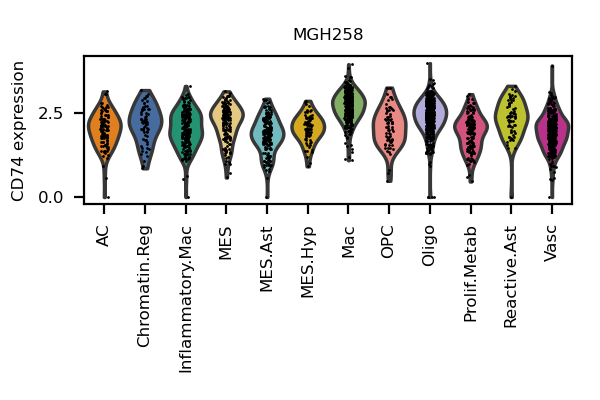 MGH258
CD74 expression
2.5
0.0
AC
Chromatin.Reg
Inflammatory.Mac
MES
MES.Ast
MES.Hyp
Mac
OPC
Oligo
Prolif.Metab
Reactive.Ast
Vasc